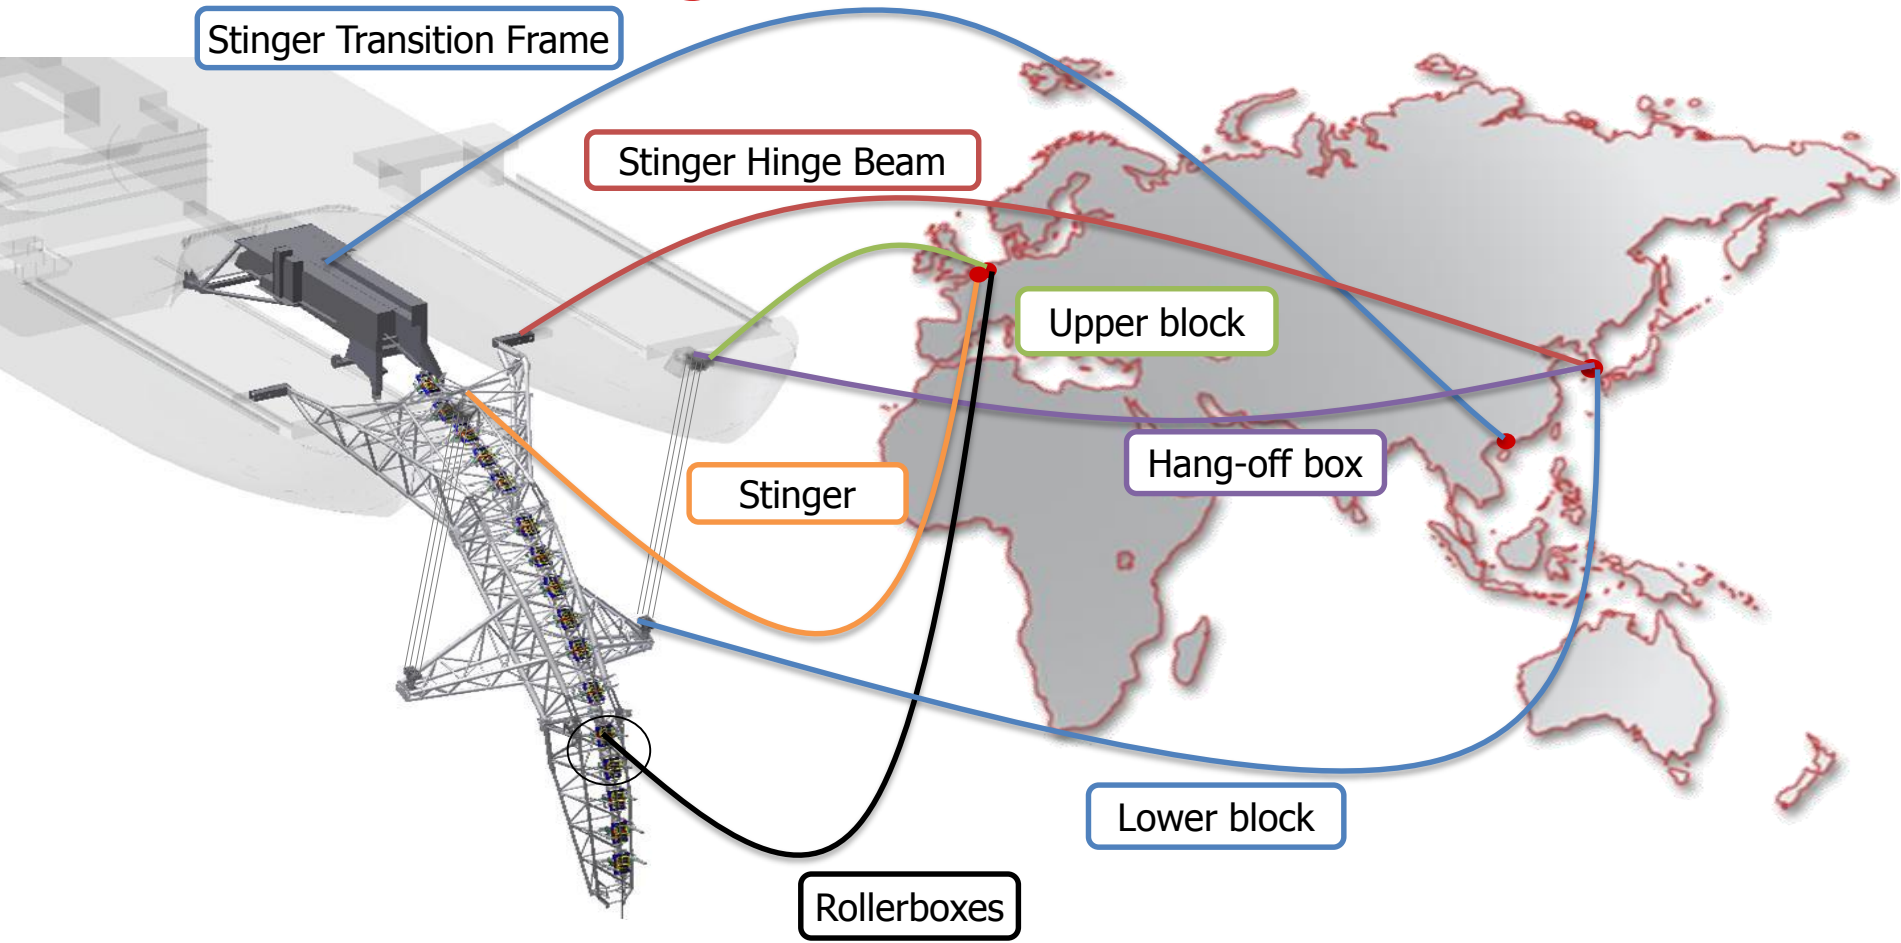 Stinger Transition Frame
Stinger Hinge Beam
Upper block
Hang-off box
Stinger
Lower block
Rollerboxes